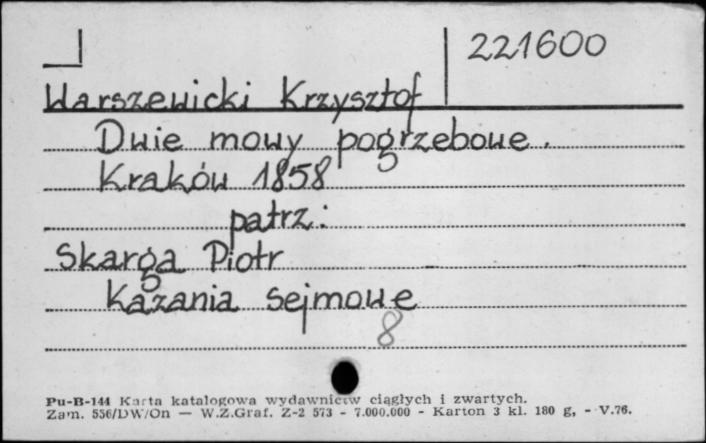 221600
Warszewicki Krzysztof
Dwie mowy pogrzebowe.
Kraków 1858
patrz:
Skarga Piotr
Kazania sejmowe
8
Pu-B-144 Karta katalogowa wydawnictw ciągłych i zwartych.
Zam. 556/DW/On — W.Z.Graf. Z-2 573 - 7.000.000 - Karton 3 kl. 180 g, - V.76.